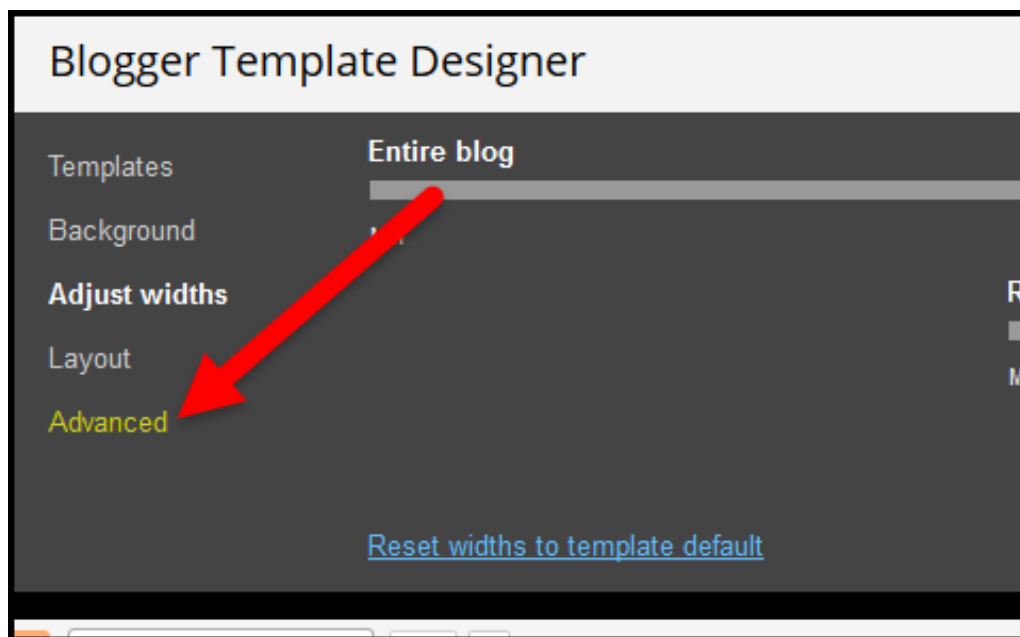 Blogger Template Designer
Templates
Background
Adjust widths
Layout
Advanced
Entire blog
R
M
Reset widths to template default